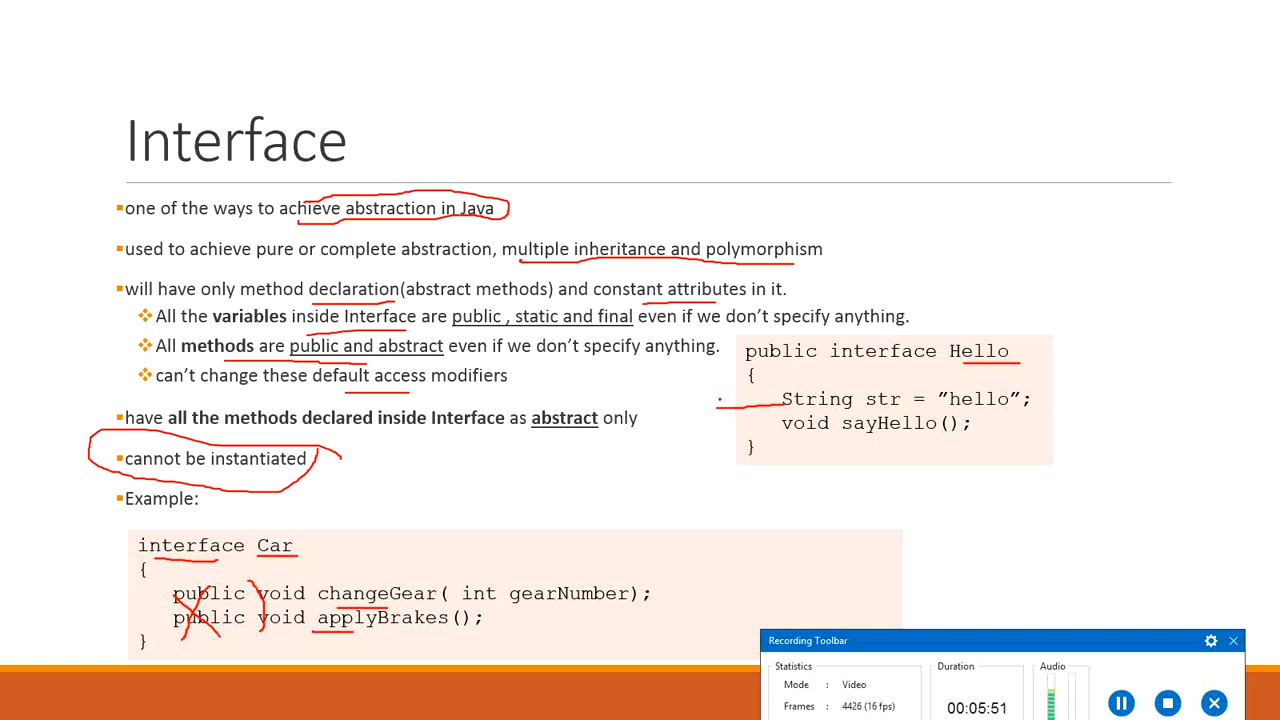 Interface
one of the ways to achieve abstraction in Java
used to achieve pure or complete abstraction, multiple inheritance and polymorphism
will have only method declaration(abstract methods) and constant attributes in it.
All the variables inside Interface are public , static and final even if we don't specify anything.
All methods are public and abstract even if we don't specify anything.
can't change these default access modifiers
have all the methods declared inside Interface as abstract only
cannot be instantiated
Example:
public interface Hello
{
String str = ”hello”;
void sayHello();
}
interface Car
{
public void changeGear( int gearNumber);
public void applyBrakes();
}
Recording Toolbar
Statistics
Mode : Video
Frames : 4426 (16 fps)
Duration
00:05:51
Audio